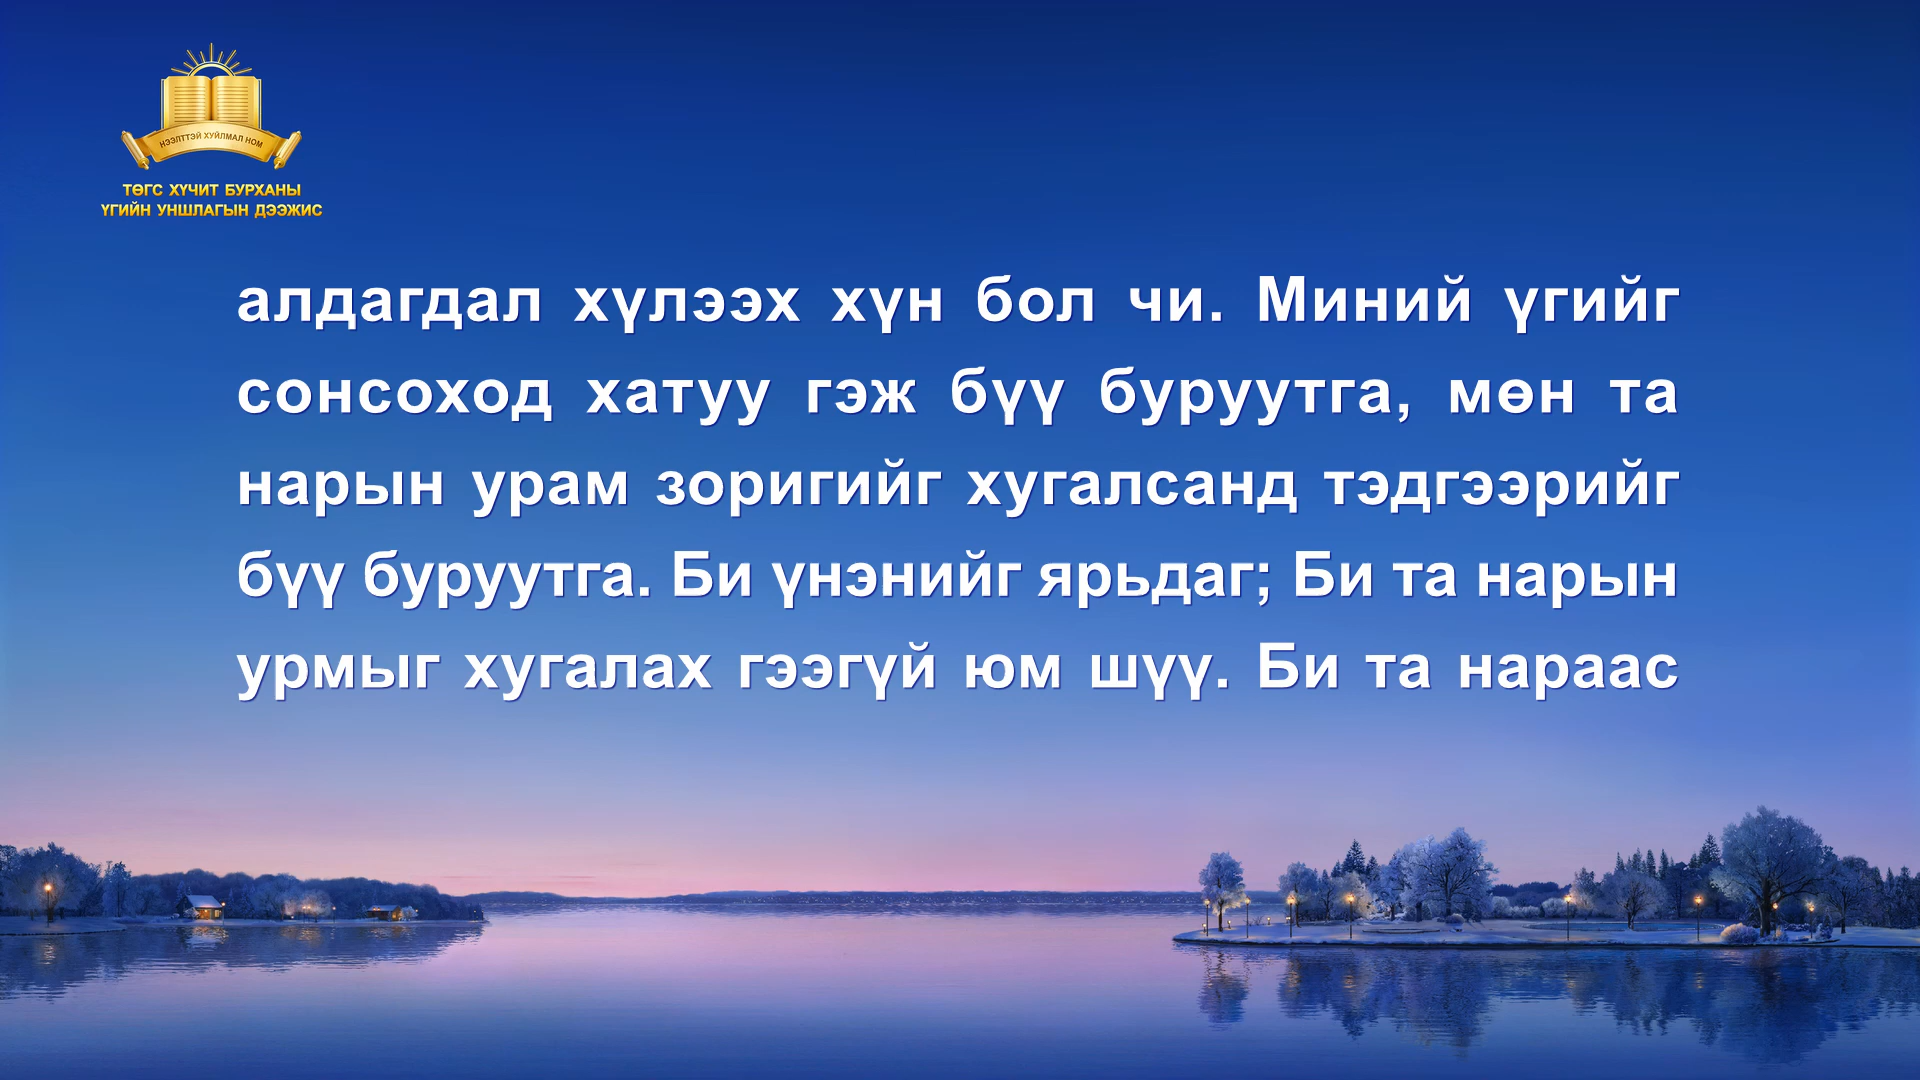 НЭЭЛТТЭЙ ХУЙЛМАЛ НОМ
ТӨГС ХҮЧИТ БУРХАНЫ
ҮГИЙН УНШЛАГЫН ДЭЭЖИС
алдагдал хүлээх хүн бол чи. Миний үгийг
сонсоход хатуу гэж бүү буруутга, мөн та
нарын урам зоригийг хугалсанд тэдгээрийг
бүү буруутга. Би үнэнийг ярьдаг; Би та нарын
урмыг хугалах гээгүй юм шүү. Би та нараас